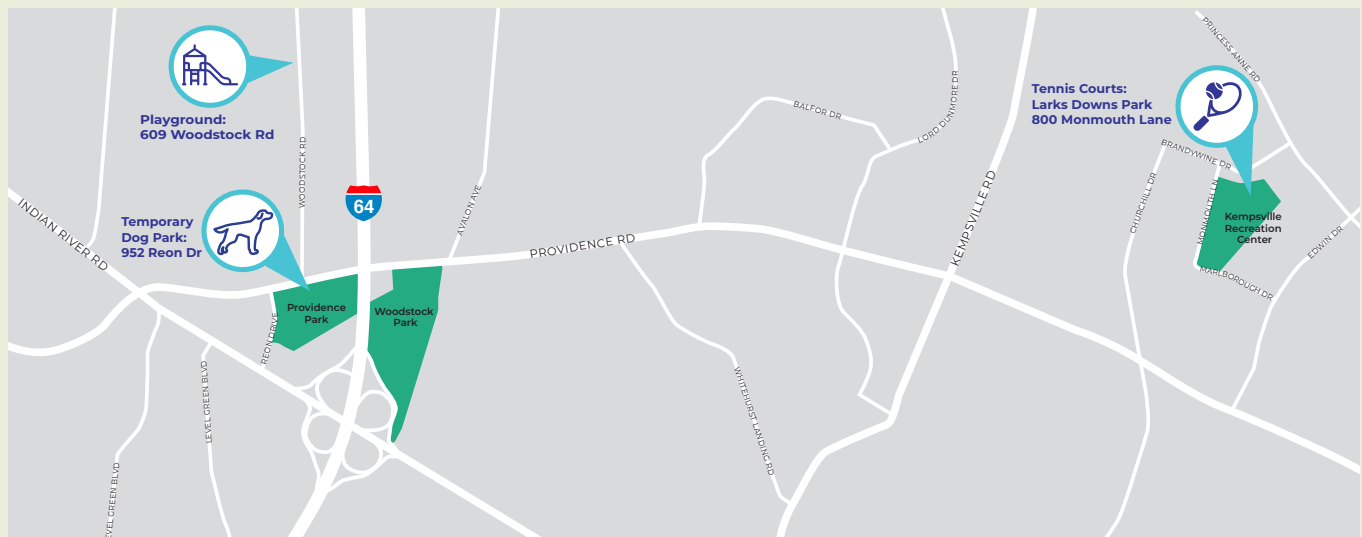 Playground:
609 Woodstock Rd
Temporary
Dog Park:
952 Reon Dr
Tennis Courts:
Larks Downs Park
800 Monmouth Lane
INDIAN RIVER RD
WOODSTOCK RD
64
AVALON AVE
PROVIDENCE RD
Providence
Park
Woodstock
Park
REON DRIVE
LEVEL GREEN BLVD
EVEL GREEN BLVD
BALFOR DR
LORD DUNMORE DR
KEMPSVILLE RD
WHITEHURST LANDING RD
PRINCESS ANNE RD
BRANDYWINE DR
CHURCHILL DR
MONMOUTH LN
Kempsville
Recreation
Center
MARLBOROUGH DR
EDWIN DR